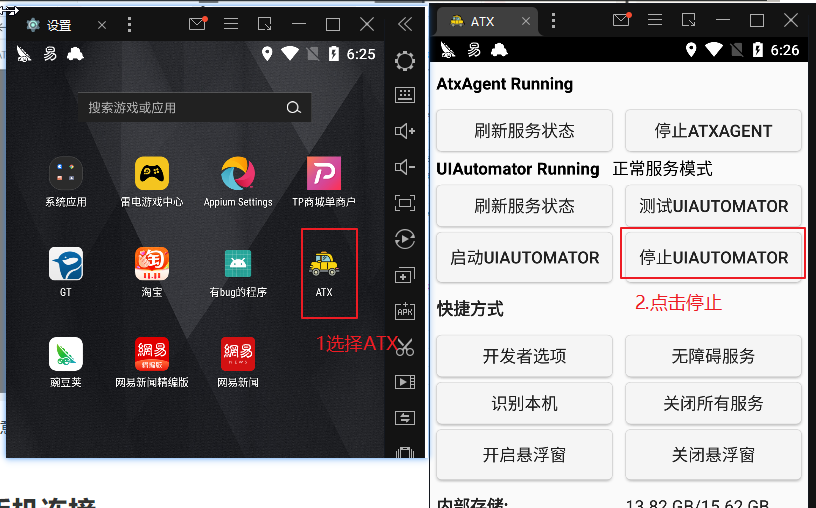 设置
6:25
搜索游戏或应用
系统应用
雷电游戏中心
Appium Settings
TP商城单商户
GT
淘宝
有bug的程序
ATX
1选择ATX
豌豆荚
网易新闻精编版
网易新闻
APK
ATX
6:26
AtxAgent Running
刷新服务状态
停止ATXAGENT
UIAutomator Running 正常服务模式
刷新服务状态
测试UIAUTOMATOR
启动UIAUTOMATOR
停止UIAUTOMATOR
2.点击停止
快捷方式
开发者选项
无障碍服务
识别本机
关闭所有服务
开启悬浮窗
关闭悬浮窗
内部存储: 13.82 GB/15.62 GB